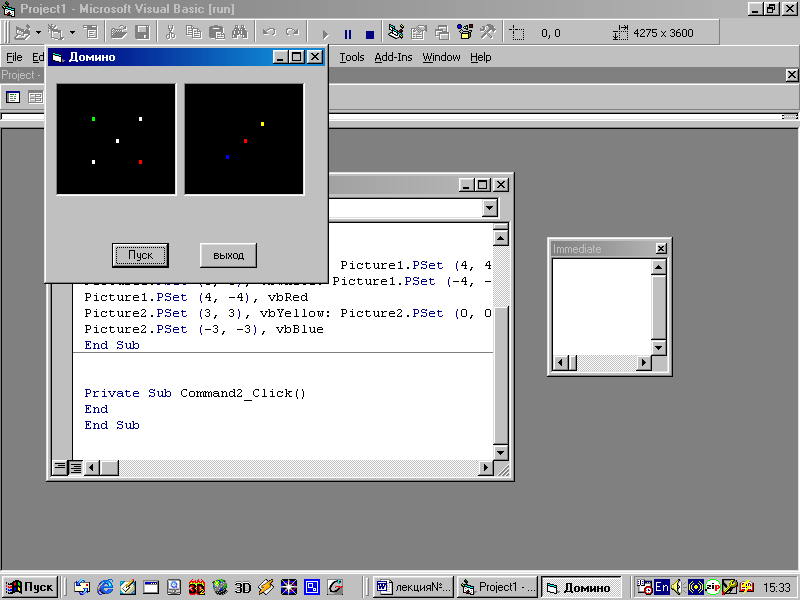 Project1 - Microsoft Visual Basic [run]
0, 0
4275 x 3600
File
Tools Add-Ins Window Help
Project -
Домино
Пуск
выход
Picture1.PSet (4, 4
Picture1.PSet (-4, -
Picture1.PSet (4, -4), vbRed
Picture2.PSet (3, 3), vbYellow: Picture2.PSet (0, 0
Picture2.PSet (-3, -3), vbBlue
End Sub
Private Sub Command2_Click()
End
End Sub
Immediate
Пуск
3D
лекция№...
Project1 - ...
Домино
En
zip
15:33